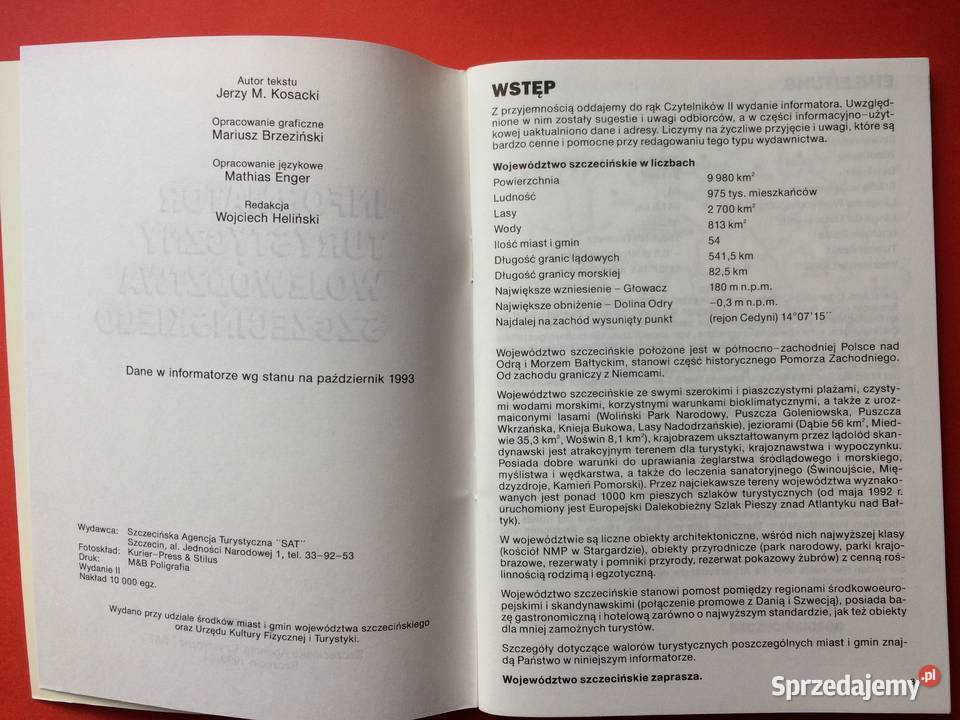 Autor tekstu
Jerzy M. Kosacki
Opracowanie graficzne
Mariusz Brzeziński
Opracowanie językowe
Mathias Enger
Redakcja
Wojciech Heliński
Dane w informatorze wg stanu na październik 1993
Wydawca: Szczecińska Agencja Turystyczna "SAT"
Szczecin, al. Jedności Narodowej 1, tel. 33-92-53
Fotoskład: Kurier-Press & Stilus
Druk: M&B Poligrafia
Wydanie II
Nakład 10 000 egz.
Wydano przy udziale środków miast i gmin województwa szczecińskiego
oraz Urzędu Kultury Fizycznej i Turystyki.
WSTĘP
Z przyjemnością oddajemy do rąk Czytelników II wydanie informatora. Uwzględ-
nione w nim zostały sugestie i uwagi odbiorców, a w części informacyjno-użyt-
kowej uaktualniono dane i adresy. Liczymy na życzliwe przyjęcie i uwagi, które są
bardzo cenne i pomocne przy redagowaniu tego typu wydawnictwa.
Województwo szczecińskie w liczbach
Powierzchnia 9 980 km²
Ludność 975 tys. mieszkańców
Lasy 2 700 km²
Wody 813 km²
Ilość miast i gmin 54
Długość granic lądowych 541,5 km
Długość granicy morskiej 82,5 km
Największe wzniesienie - Głowacz 180 m n.p.m.
Największe obniżenie - Dolina Odry -0,3 m n.p.m.
Najdalej na zachód wysunięty punkt (rejon Cedyni) 14°07'15''
Województwo szczecińskie położone jest w północno-zachodniej Polsce nad
Odrą i Morzem Bałtyckim, stanowi część historycznego Pomorza Zachodniego.
Od zachodu graniczy z Niemcami.
Województwo szczecińskie ze swymi szerokimi i piaszczystymi plażami, czysty-
mi wodami morskimi, korzystnymi warunkami bioklimatycznymi, a także z uroz-
maiconymi lasami (Woliński Park Narodowy, Puszcza Goleniowska, Puszcza
Wkrzańska, Knieja Bukowa, Lasy Nadodrzańskie), jeziorami (Dąbie 56 km², Mied-
wie 35,3 km², Woświn 8,1 km²), krajobrazem ukształtowanym przez lądolód skan-
dynawski jest atrakcyjnym terenem dla turystyki, krajoznawstwa i wypoczynku.
Posiada dobre warunki do uprawiania żeglarstwa śródlądowego i morskiego,
myślistwa i wędkarstwa, a także do leczenia sanatoryjnego (Świnoujście, Mię-
dzyzdroje, Kamień Pomorski). Przez najciekawsze tereny województwa wyznako-
wanych jest ponad 1000 km pieszych szlaków turystycznych (od maja 1992 r.
uruchomiony jest Europejski Dalekobieżny Szlak Pieszy znad Atlantyku nad Bał-
tyk).
W województwie są liczne obiekty architektoniczne, wśród nich najwyższej klasy
(kościół NMP w Stargardzie), obiekty przyrodnicze (park narodowy, parki krajo-
brazowe, rezerwaty i pomniki przyrody, rezerwat pokazowy żubrów) z cenną roś-
linnością rodzimą i egzotyczną.
Województwo szczecińskie stanowi pomost pomiędzy regionami środkowoeuro-
pejskimi i skandynawskimi (połączenie promowe z Danią i Szwecją), posiada ba-
zę gastronomiczną i hotelową zarówno o najwyższym standardzie, jak też obiekty
dla mniej zamożnych turystów.
Szczegóły dotyczące walorów turystycznych poszczególnych miast i gmin znaj-
dą Państwo w niniejszym informatorze.
Województwo szczecińskie zaprasza.
Sprzedajemy.pl